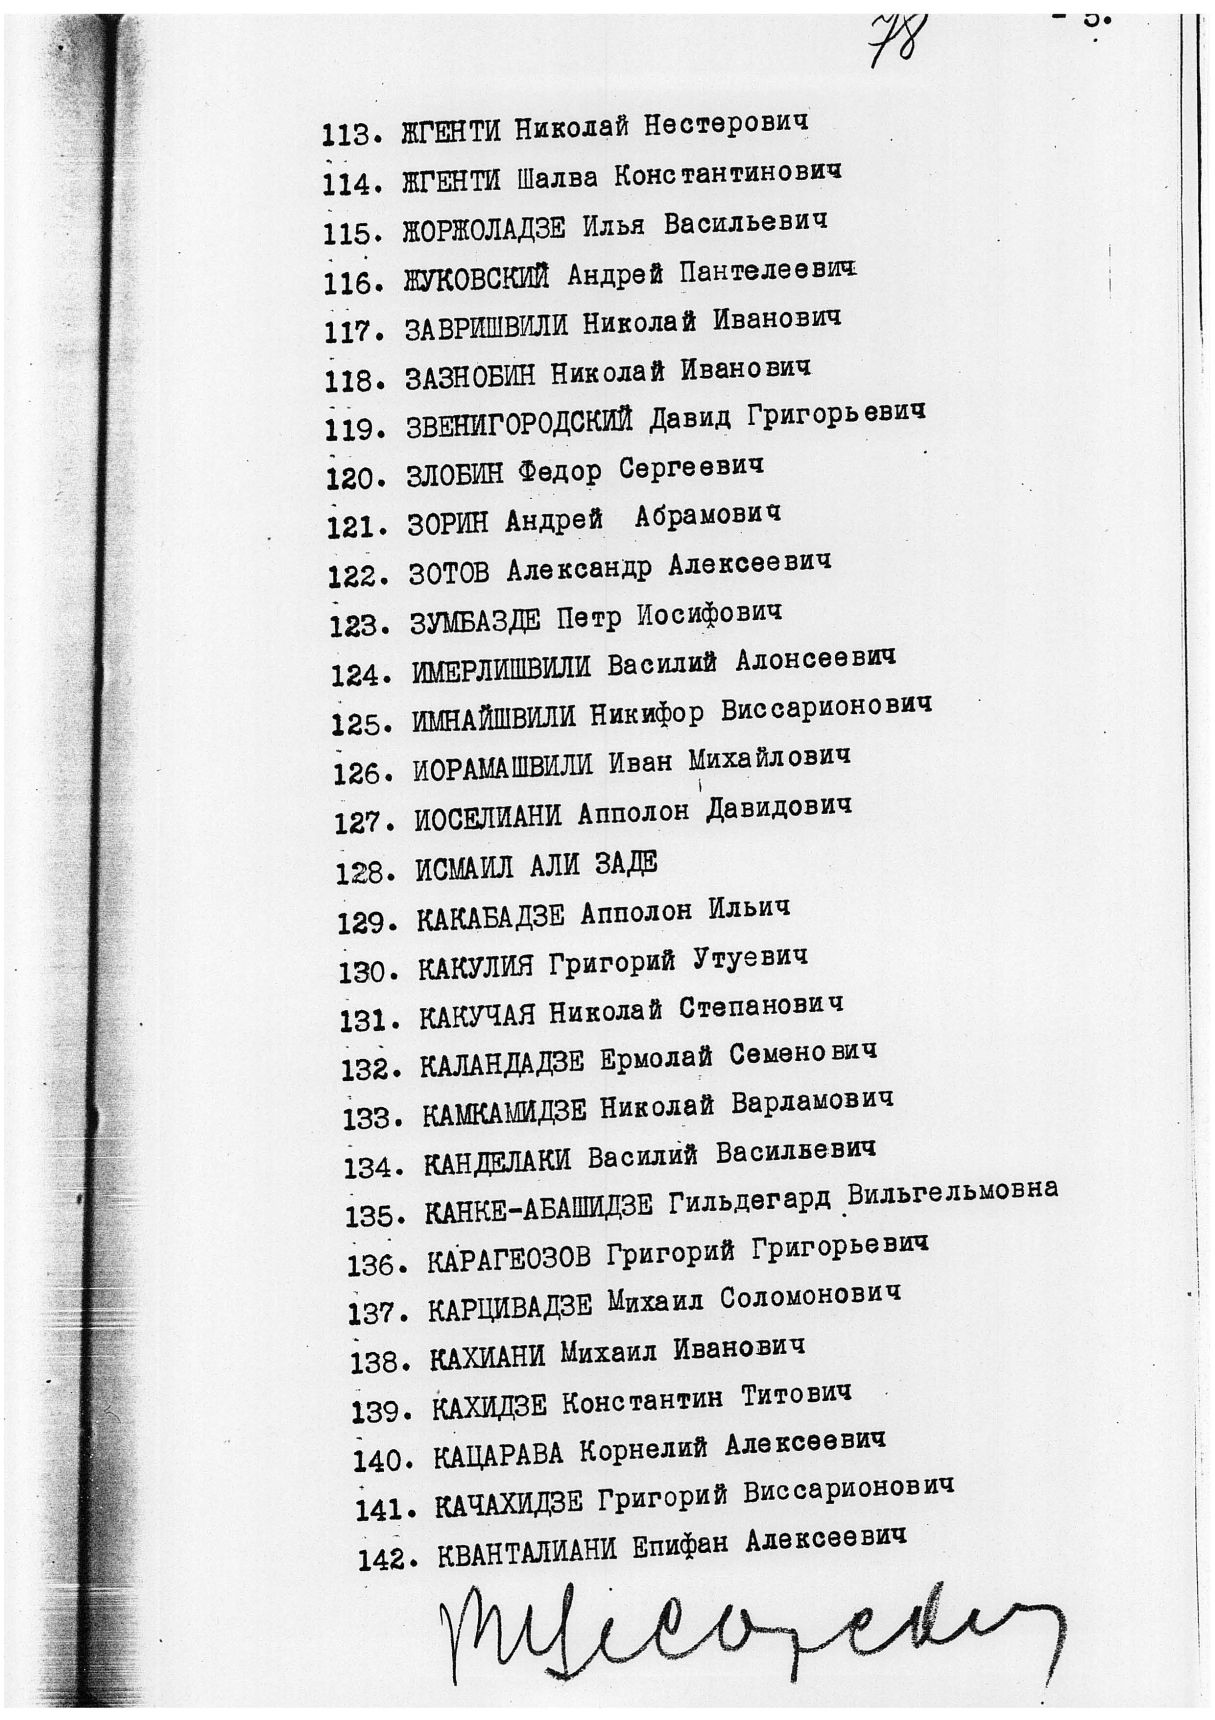 78
- 5.
113. ЖГЕНТИ Николай Нестерович
114. ЖГЕНТИ Шалва Константинович
115. ЖОРЖОЛАДЗЕ Илья Васильевич
116. ЖУКОВСКИЙ Андрей Пантелеевич
117. ЗАВРИШВИЛИ Николай Иванович
118. ЗАЗНОБИН Николай Иванович
119. ЗВЕНИГОРОДСКИЙ Давид Григорьевич
120. ЗЛОБИН Федор Сергеевич
121. ЗОРИН Андрей Абрамович
122. ЗОТОВ Александр Алексеевич
123. ЗУМБАЗДЕ Петр Иосифович
124. ИМЕРЛИШВИЛИ Василий Алонсеевич
125. ИМНАЙШВИЛИ Никифор Виссарионович
126. ИОРАМАШВИЛИ Иван Михайлович
127. ИОСЕЛИАНИ Апполон Давидович
128. ИСМАИЛ АЛИ ЗАДЕ
129. КАКАБАДЗЕ Апполон Ильич
130. КАКУЛИЯ Григорий Утуевич
131. КАКУЧАЯ Николай Степанович
132. КАЛАНДАДЗЕ Ермолай Семенович
133. КАМКАМИДЗЕ Николай Варламович
134. КАНДЕЛАКИ Василий Васильевич
135. КАНКЕ-АБАШИДЗЕ Гильдегард Вильгельмовна
136. КАРАГЕОЗОВ Григорий Григорьевич
137. КАРЦИВАДЗЕ Михаил Соломонович
138. КАХИАНИ Михаил Иванович
139. КАХИДЗЕ Константин Титович
140. КАЦАРАВА Корнелий Алексеевич
141. КАЧАХИДЗЕ Григорий Виссарионович
142. КВАНТАЛИАНИ Епифан Алексеевич